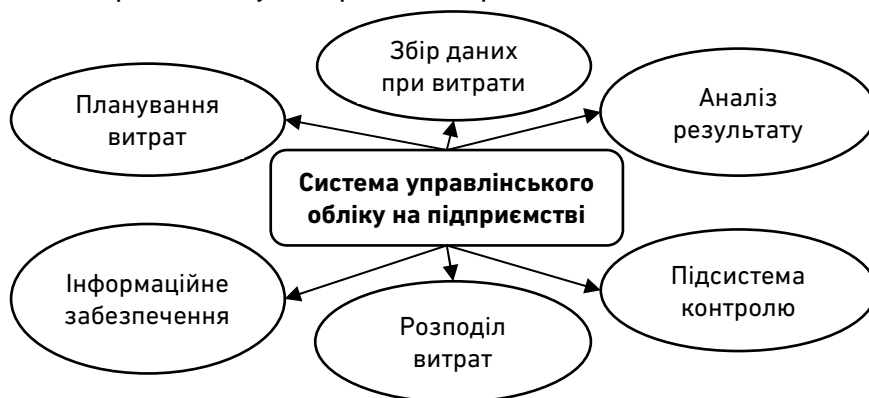 Збір даних
при витрати
Планування
витрат
Аналіз
результату
Система управлінського
обліку на підприємстві
Інформаційне
забезпечення
Розподіл
витрат
Підсистема
контролю